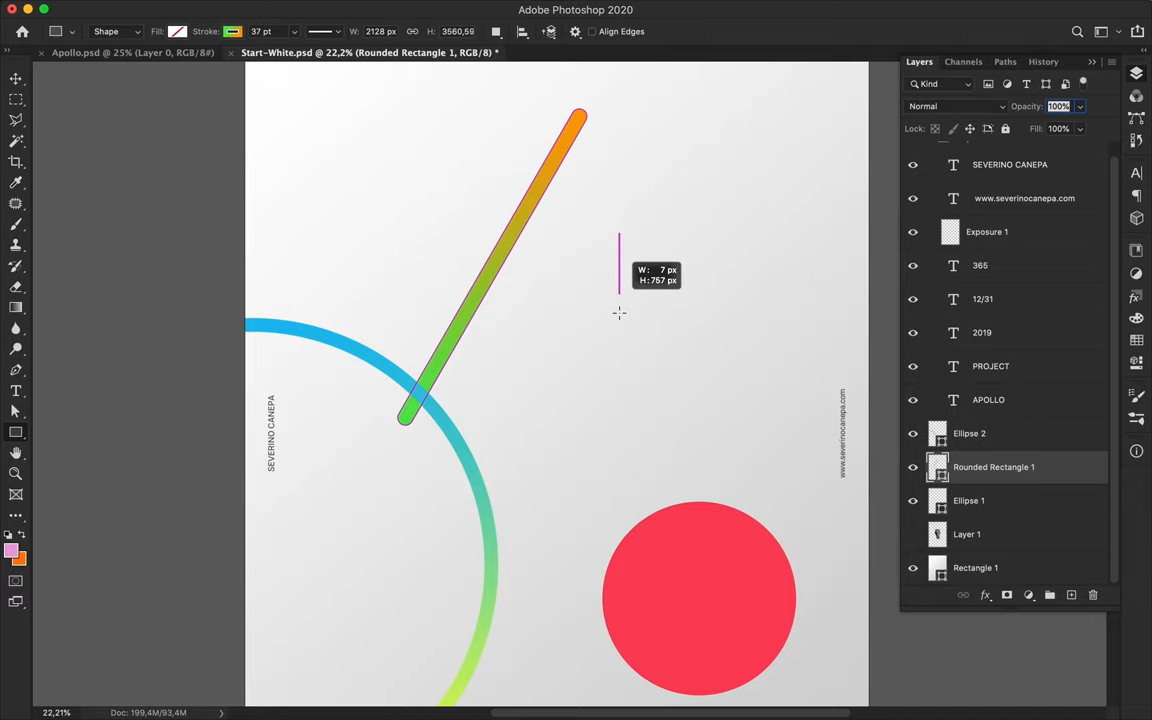 Adobe Photoshop 2020
Shape
Fill:
Stroke:
37 pt
W: 2128 px
H: 3560,59
Align Edges
Apollo.psd @ 25% (Layer 0, RGB/8#)
Start-White.psd @ 22,2% (Rounded Rectangle 1, RGB/8) *
Layers
Channels
Paths
History
Kind
Normal
Opacity: 100%
Lock:
Fill: 100%
SEVERINO CANEPA
www.severinocanepa.com
Exposure 1
365
12/31
2019
PROJECT
APOLLO
Ellipse 2
Rounded Rectangle 1
Ellipse 1
Layer 1
Rectangle 1
W: 7 px
H: 757 px
SEVERINO CANEPA
www.severinocanepa.com
22,21%
Doc: 199,4M/93,4M